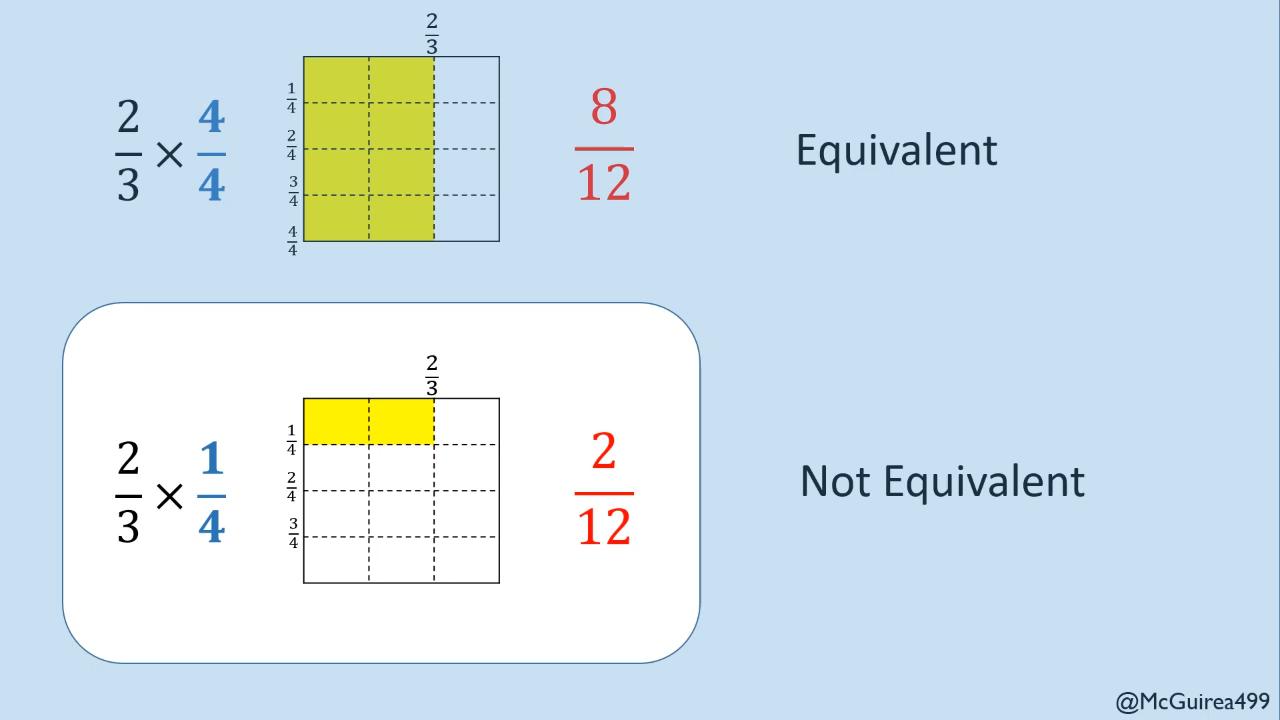 2/3
1/4
2/4
3/4
4/4
2/3 × 4/4
8/12
Equivalent
2/3
1/4
2/4
3/4
2/3 × 1/4
2/12
Not Equivalent
@McGuirea499